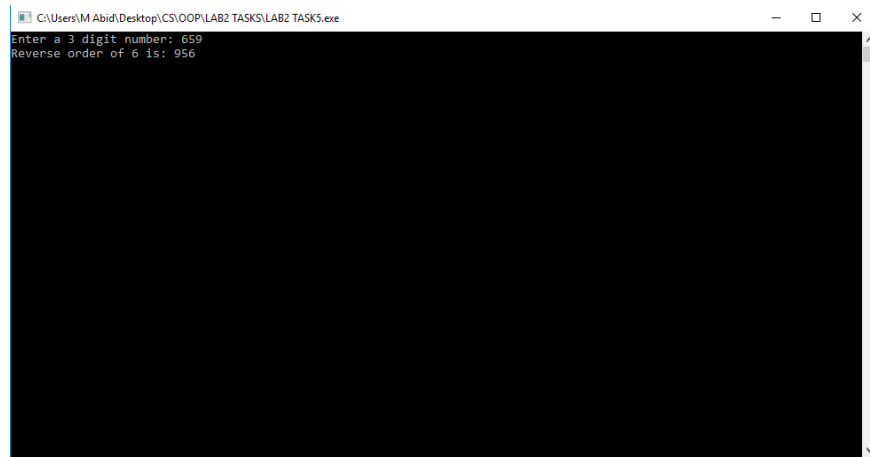 C:\Users\M Abid\Desktop\CS\OOP\LAB2 TASKS\LAB2 TASK5.exe
Enter a 3 digit number: 659
Reverse order of 6 is: 956